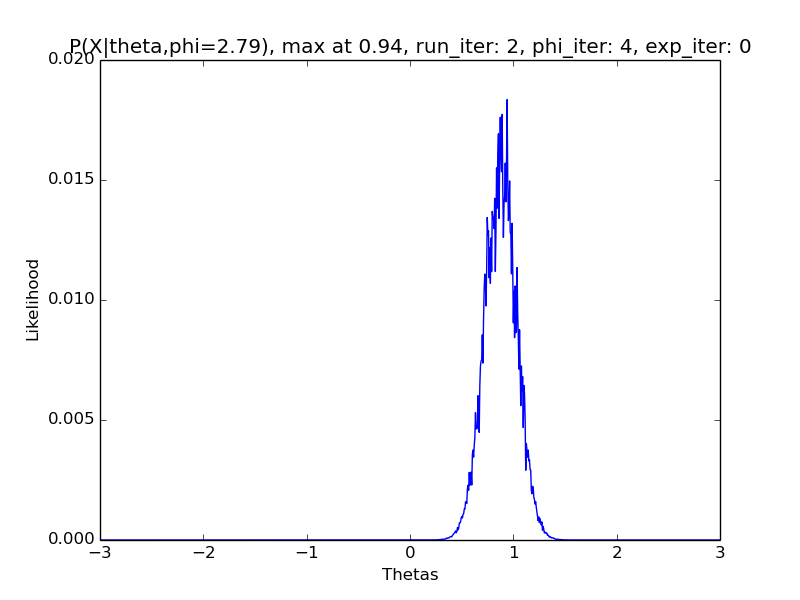 P(X|theta,phi=2.79), max at 0.94, run_iter: 2, phi_iter: 4, exp_iter: 0
0.020
0.015
0.010
0.005
0.000
Likelihood
−3 −2 −1 0 1 2 3
Thetas